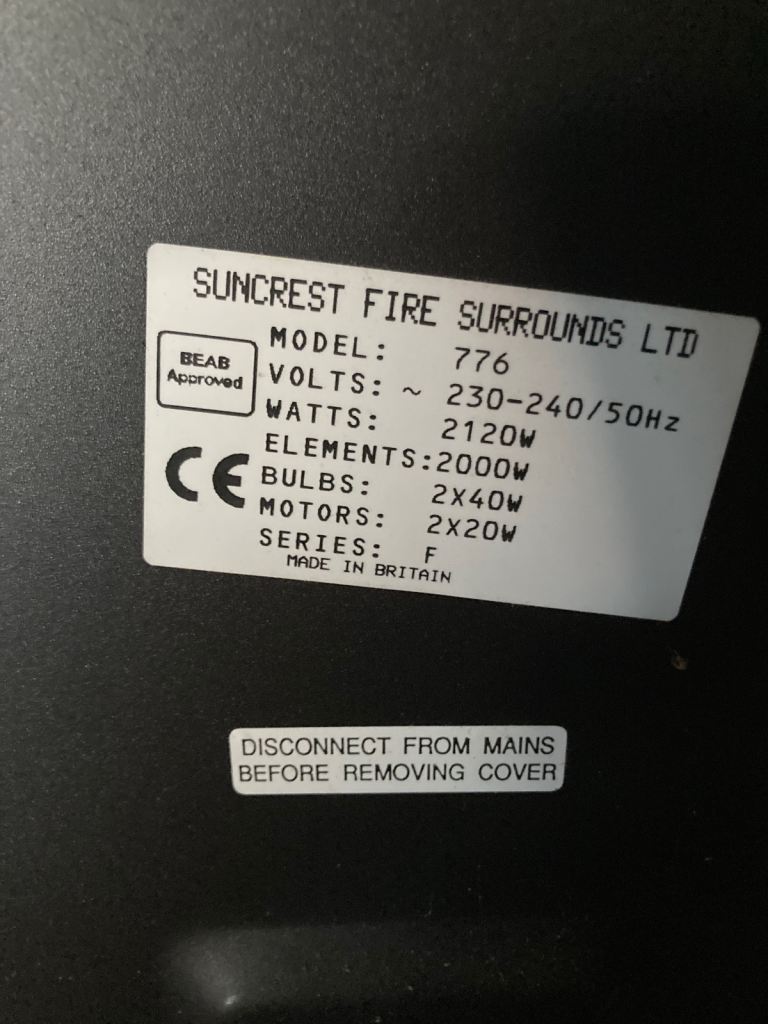 SUNCREST FIRE SURROUNDS LTD
BEAB
Approved
CE
MODEL: 776
VOLTS: ~ 230-240/50Hz
WATTS: 2120W
ELEMENTS:2000W
BULBS: 2X40W
MOTORS: 2X20W
SERIES: F
MADE IN BRITAIN
DISCONNECT FROM MAINS
BEFORE REMOVING COVER